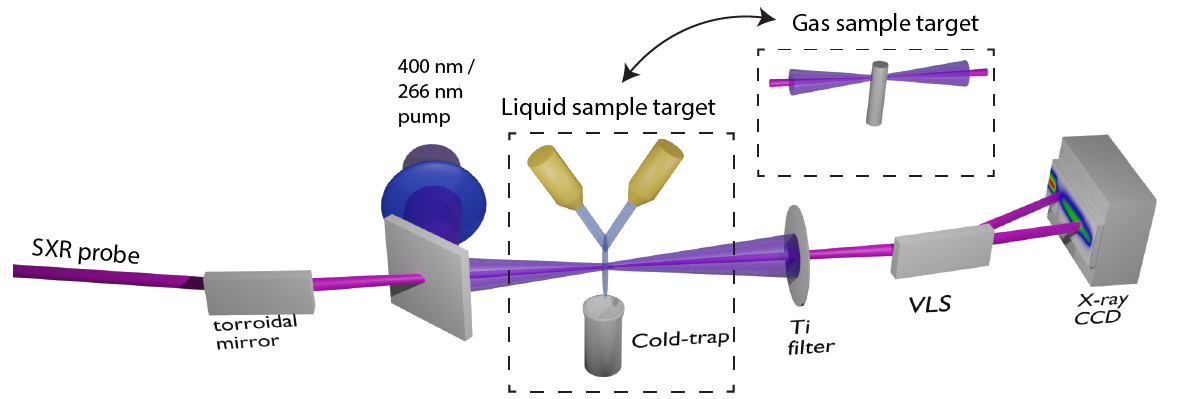 Gas sample target
400 nm /
266 nm
pump
Liquid sample target
SXR probe
torroidal
mirror
Cold-trap
Ti
filter
VLS
X-ray
CCD